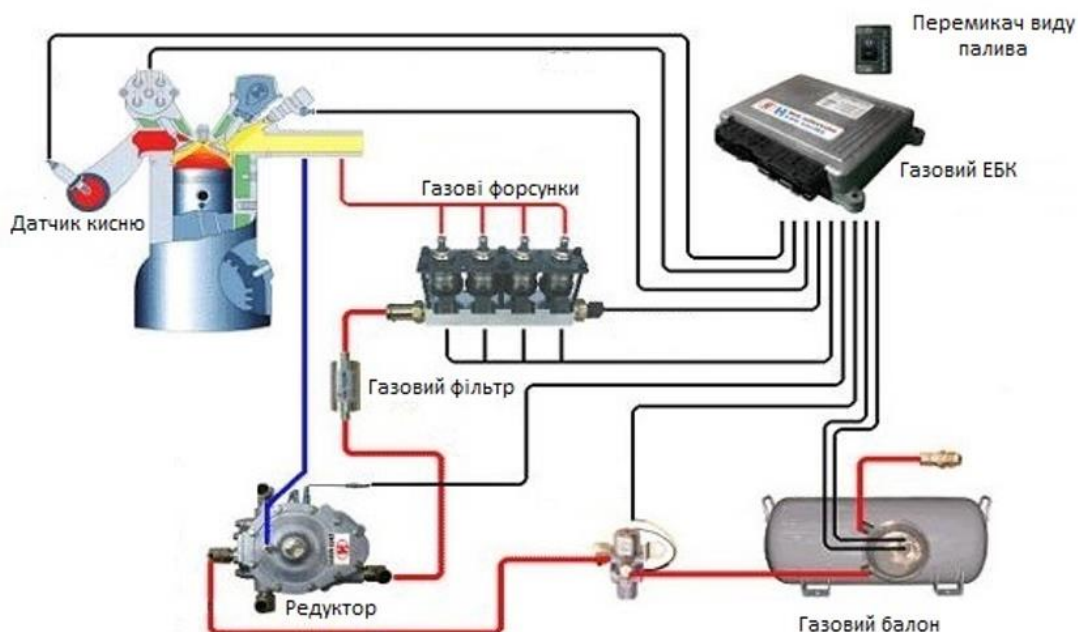 Перемикач виду
палива
Газовий ЕБК
Газові форсунки
Датчик кисню
Газовий фільтр
Редуктор
Газовий балон